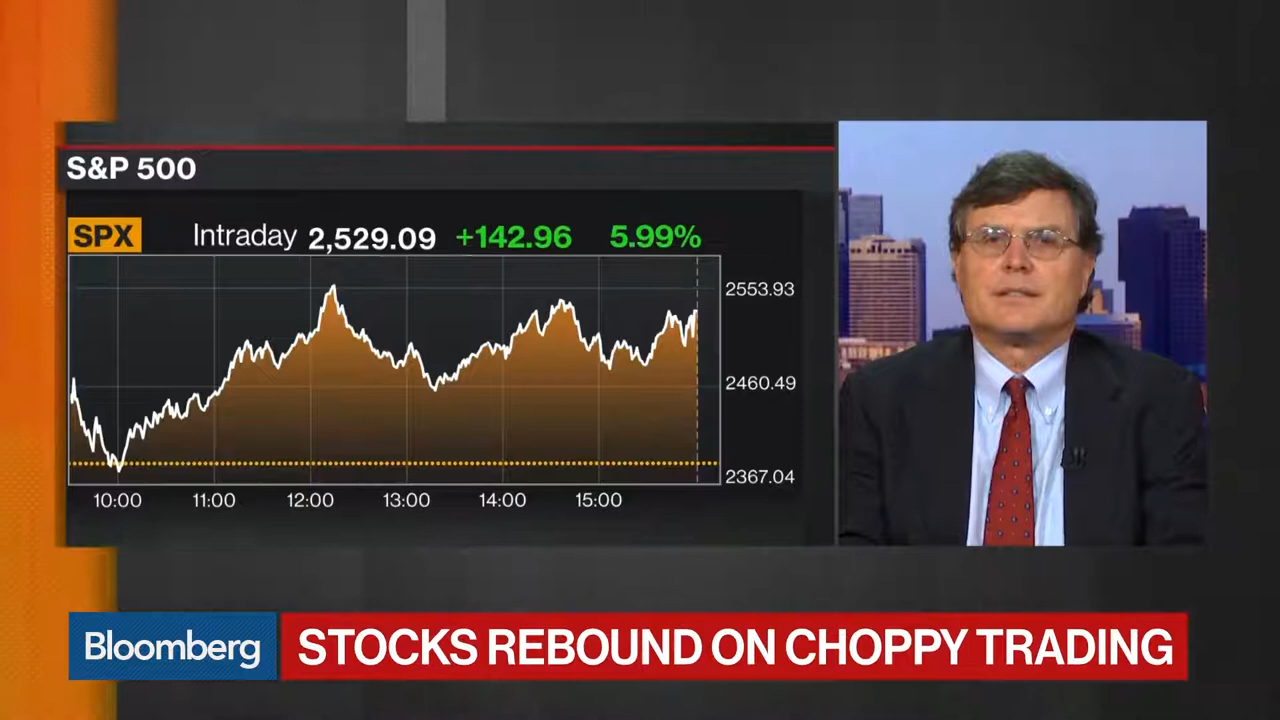 S&P 500
SPX Intraday 2,529.09 +142.96 5.99%
2553.93
2460.49
2367.04
10:00 11:00 12:00 13:00 14:00 15:00
Bloomberg STOCKS REBOUND ON CHOPPY TRADING